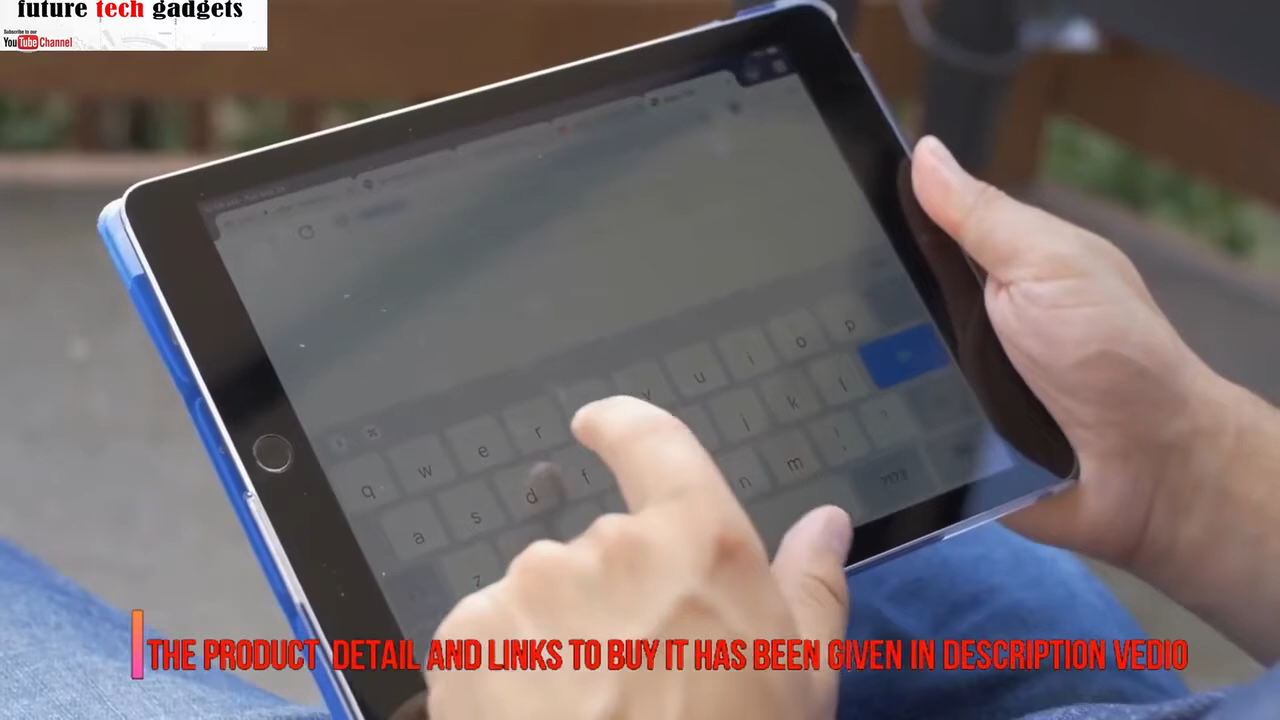 future tech gadgets
Subscribe to our
YouTube Channel
q w e r y u i o p
a s d f j k l
z n m ! ?
?123
THE PRODUCT DETAIL AND LINKS TO BUY IT HAS BEEN GIVEN IN DESCRIPTION VEDIO